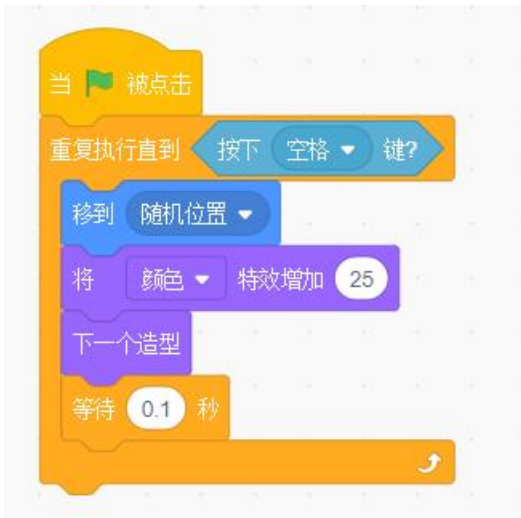 当 被点击
重复执行直到 按下 空格 键?
移到 随机位置
将 颜色 特效增加 25
下一个造型
等待 0.1 秒